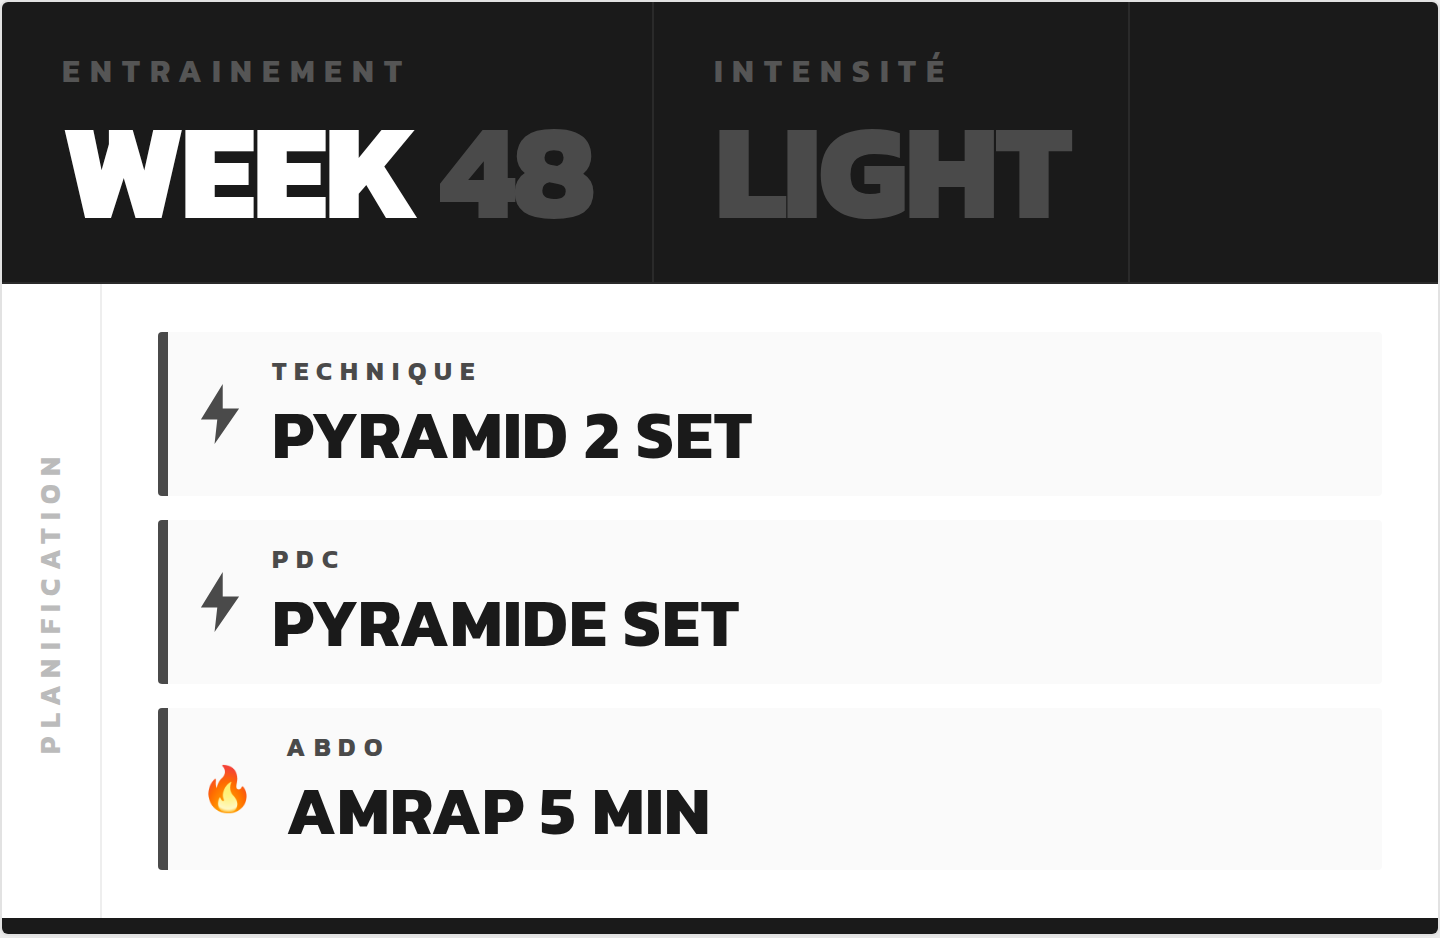 ENTRAINEMENT
WEEK 48
INTENSITÉ
LIGHT
PLANIFICATION
TECHNIQUE
PYRAMID 2 SET
PDC
PYRAMIDE SET
ABDO
AMRAP 5 MIN